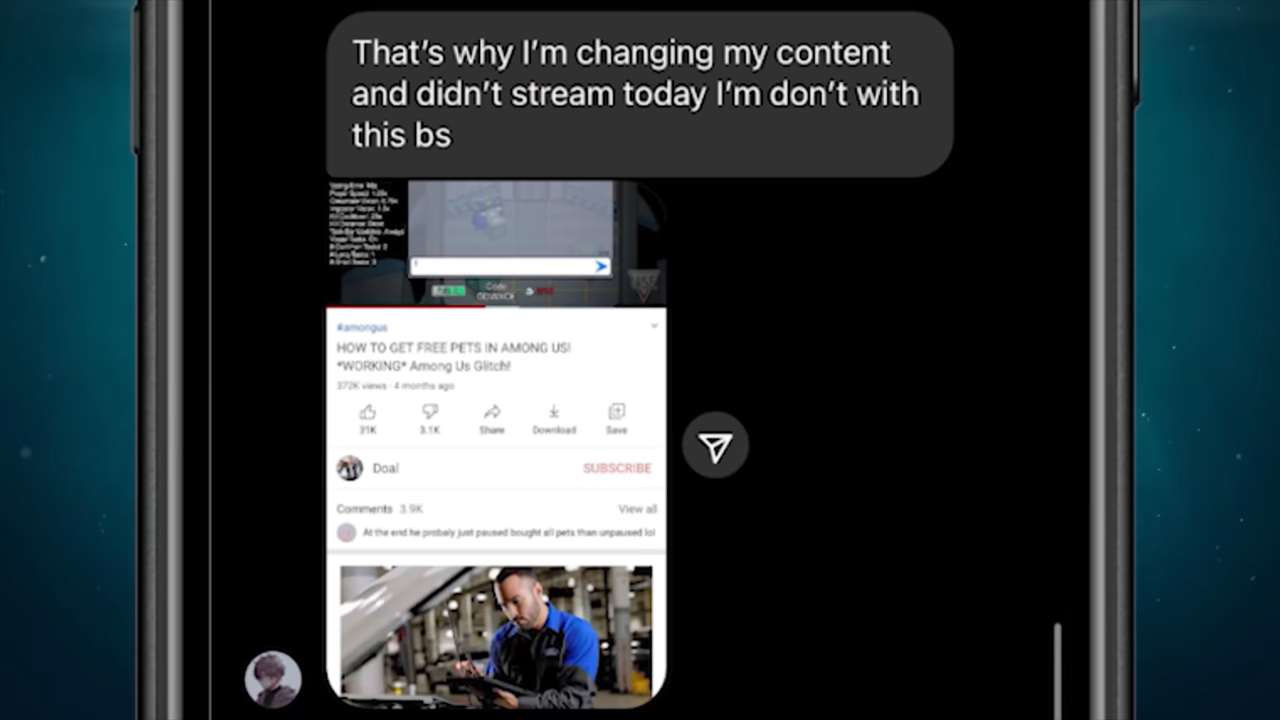 That's why I'm changing my content
and didn't stream today I'm don't with
this bs
Code
#amongus
HOW TO GET FREE PETS IN AMONG US!
*WORKING* Among Us Glitch!
372K views · 4 months ago
31K
3.1K
Share
Download
Save
Doal
SUBSCRIBE
Comments 3.9K
View all
At the end he probaly just paused bought all pets than unpaused lol